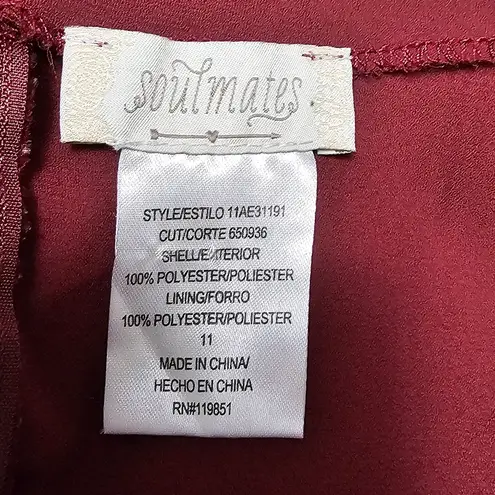 soulmates
STYLE/ESTILO 11AE31191
CUT/CORTE 650936
SHELL/EXTERIOR
100% POLYESTER/POLIESTER
LINING/FORRO
100% POLYESTER/POLIESTER
11
MADE IN CHINA/
HECHO EN CHINA
RN#119851